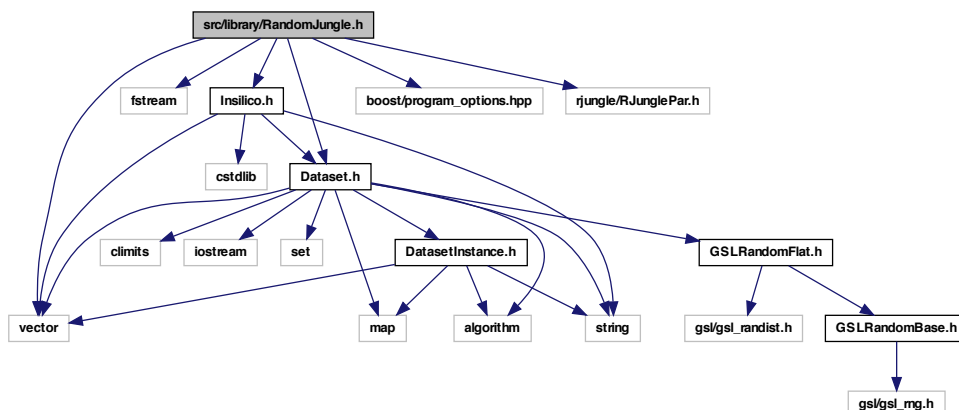 src/library/RandomJungle.h
fstream
Insilico.h
boost/program_options.hpp
rjungle/RJunglePar.h
cstdlib
Dataset.h
climits
iostream
set
DatasetInstance.h
GSLRandomFlat.h
vector
map
algorithm
string
gsl/gsl_randist.h
GSLRandomBase.h
gsl/gsl_rng.h